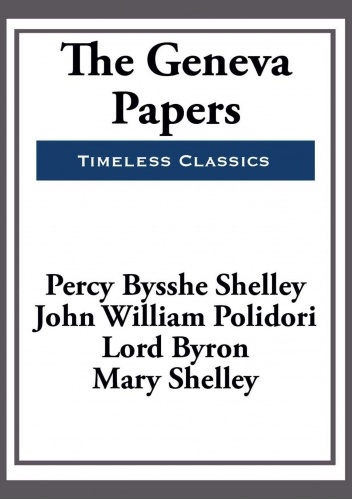 The Geneva
Papers
Timeless Classics
Percy Bysshe Shelley
John William Polidori
Lord Byron
Mary Shelley